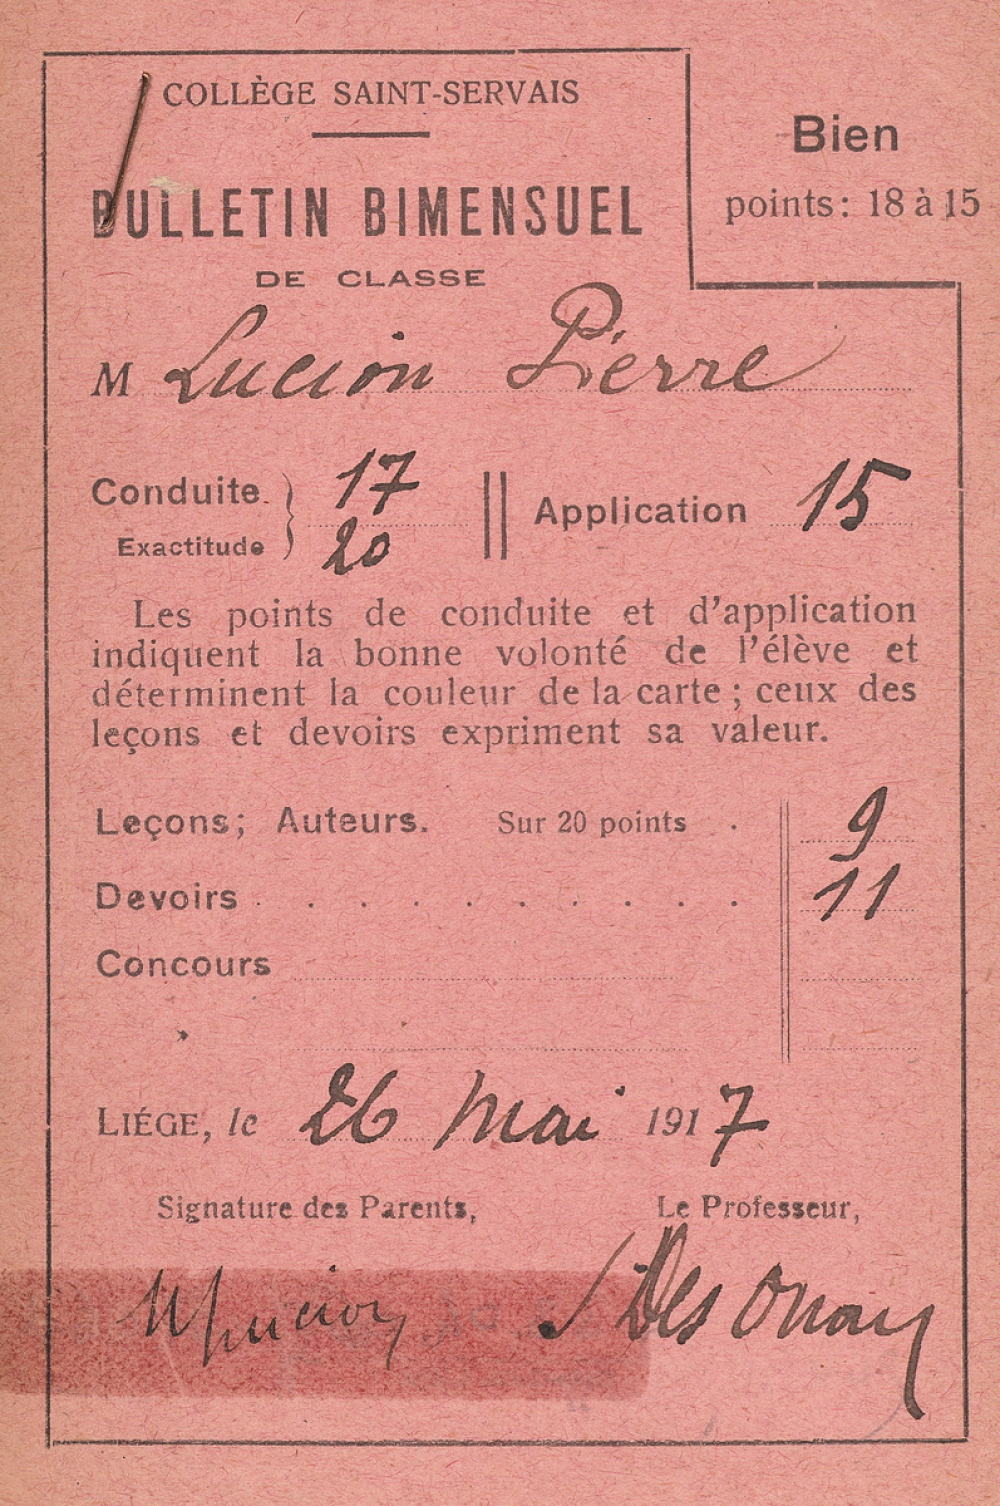 COLLÈGE SAINT-SERVAIS
Bien
points: 18 à 15
BULLETIN BIMENSUEL
DE CLASSE
M Lucion Pierre
Conduite. 17
Exactitude 20
Application 15
Les points de conduite et d'application
indiquent la bonne volonté de l'élève et
déterminent la couleur de la carte; ceux des
leçons et devoirs expriment sa valeur.
Leçons; Auteurs. Sur 20 points . 9
Devoirs . . . . . . . . . . 11
Concours
LIÉGE, le 26 mai 1917
Signature des Parents,
Le Professeur,
Lucion